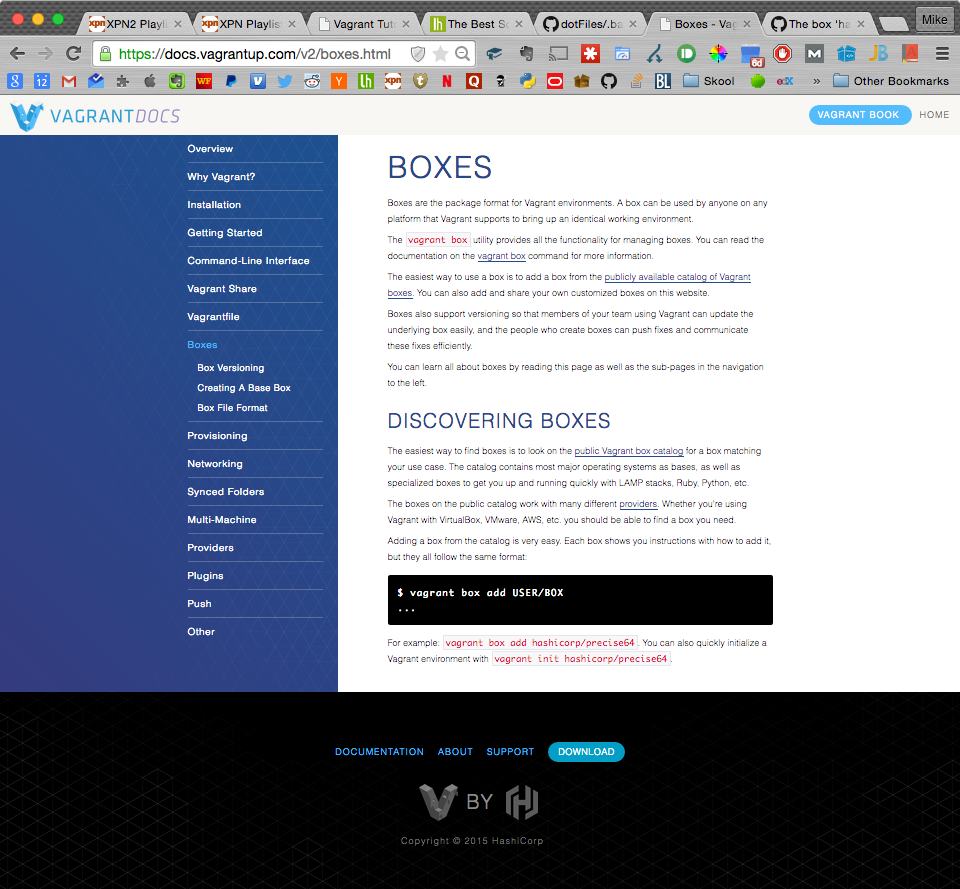 XPN2 Playli
XPN Playlist
Vagrant Tut
The Best Sc
dotFiles/.ba
Boxes - Vag
The box 'ha
Mike
https://docs.vagrantup.com/v2/boxes.html
6d
Skool
Other Bookmarks
VAGRANTDOCS
VAGRANT BOOK
HOME
Overview
Why Vagrant?
Installation
Getting Started
Command-Line Interface
Vagrant Share
Vagrantfile
Boxes
Box Versioning
Creating A Base Box
Box File Format
Provisioning
Networking
Synced Folders
Multi-Machine
Providers
Plugins
Push
Other
BOXES
Boxes are the package format for Vagrant environments. A box can be used by anyone on any
platform that Vagrant supports to bring up an identical working environment.
The vagrant box utility provides all the functionality for managing boxes. You can read the
documentation on the vagrant box command for more information.
The easiest way to use a box is to add a box from the publicly available catalog of Vagrant
boxes. You can also add and share your own customized boxes on this website.
Boxes also support versioning so that members of your team using Vagrant can update the
underlying box easily, and the people who create boxes can push fixes and communicate
these fixes efficiently.
You can learn all about boxes by reading this page as well as the sub-pages in the navigation
to the left.
DISCOVERING BOXES
The easiest way to find boxes is to look on the public Vagrant box catalog for a box matching
your use case. The catalog contains most major operating systems as bases, as well as
specialized boxes to get you up and running quickly with LAMP stacks, Ruby, Python, etc.
The boxes on the public catalog work with many different providers. Whether you're using
Vagrant with VirtualBox, VMware, AWS, etc. you should be able to find a box you need.
Adding a box from the catalog is very easy. Each box shows you instructions with how to add it,
but they all follow the same format:
$ vagrant box add USER/BOX
...
For example: vagrant box add hashicorp/precise64. You can also quickly initialize a
Vagrant environment with vagrant init hashicorp/precise64.
DOCUMENTATION
ABOUT
SUPPORT
DOWNLOAD
BY
Copyright © 2015 HashiCorp